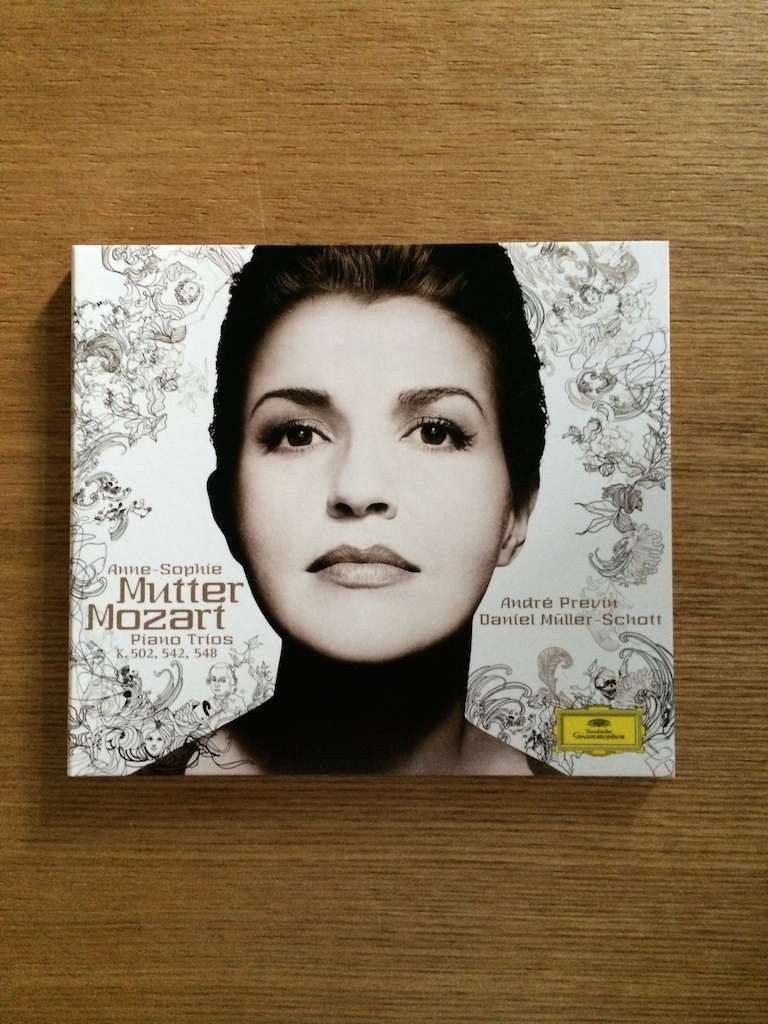 Anne-Sophie
Mutter
Mozart
Piano Trios
K. 502, 542, 548
André Previn
Daniel Müller-Schott
Deutsche
Grammophon